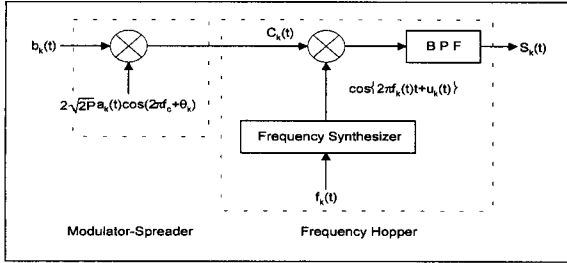 b_k(t)
C_k(t)
B P F
S_k(t)
2√2P a_k(t)cos(2πf_c+θ_k)
cos{2πf_k(t)t+u_k(t)}
Frequency Synthesizer
f_k(t)
Modulator-Spreader
Frequency Hopper